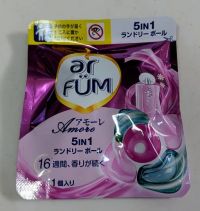 5IN1
ランドリー ボール
ar
FÜM
アモーレ
Amore
5IN1
ランドリー ボール
16週間、香りが続く
1個入り